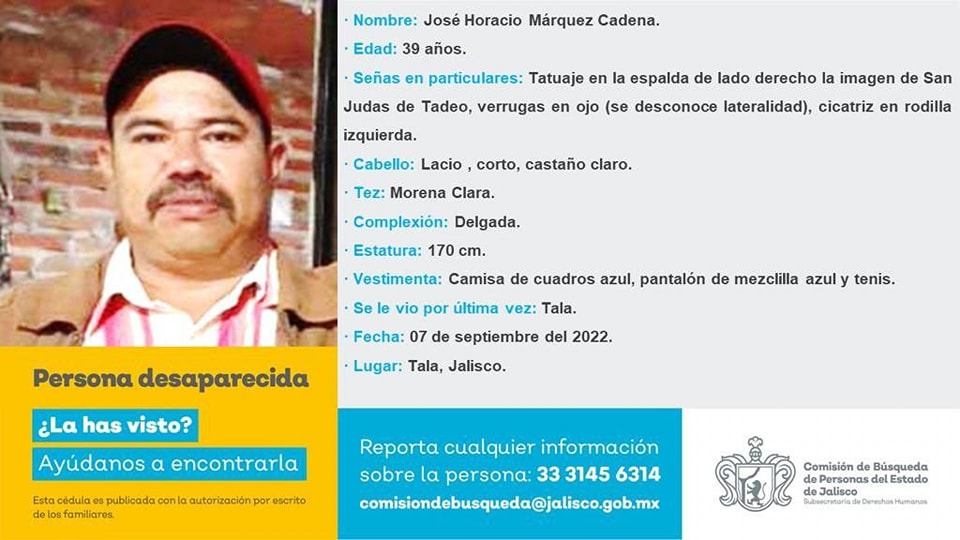 · Nombre: José Horacio Márquez Cadena.
· Edad: 39 años.
· Señas en particulares: Tatuaje en la espalda de lado derecho la imagen de San
Judas de Tadeo, verrugas en ojo (se desconoce lateralidad), cicatriz en rodilla
izquierda.
· Cabello: Lacio , corto, castaño claro.
· Tez: Morena Clara.
· Complexión: Delgada.
· Estatura: 170 cm.
· Vestimenta: Camisa de cuadros azul, pantalón de mezclilla azul y tenis.
· Se le vio por última vez: Tala.
· Fecha: 07 de septiembre del 2022.
· Lugar: Tala, Jalisco.
Persona desaparecida
¿La has visto?
Ayúdanos a encontrarla
Esta cédula es publicada con la autorización por escrito
de los familiares.
Reporta cualquier información
sobre la persona: 33 3145 6314
comisiondebusqueda@jalisco.gob.mx
Comisión de Búsqueda
de Personas del Estado
de Jalisco
Subsecretaría de Derechos Humanos